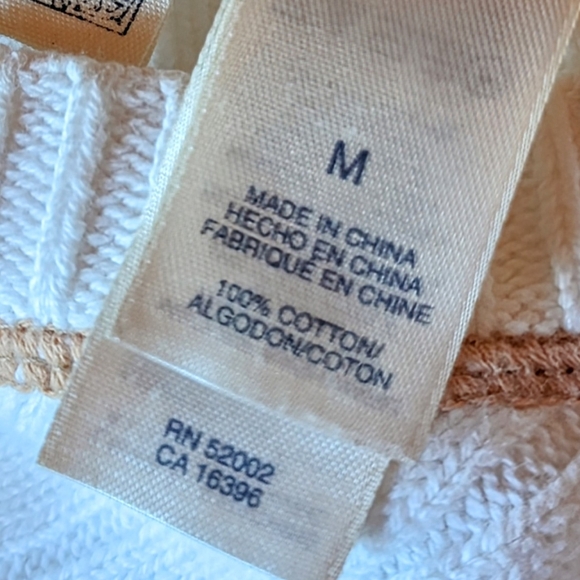 M
MADE IN CHINA
HECHO EN CHINA
FABRIQUÉ EN CHINE
100% COTTON/
ALGODON/COTON
RN 52002
CA 16396